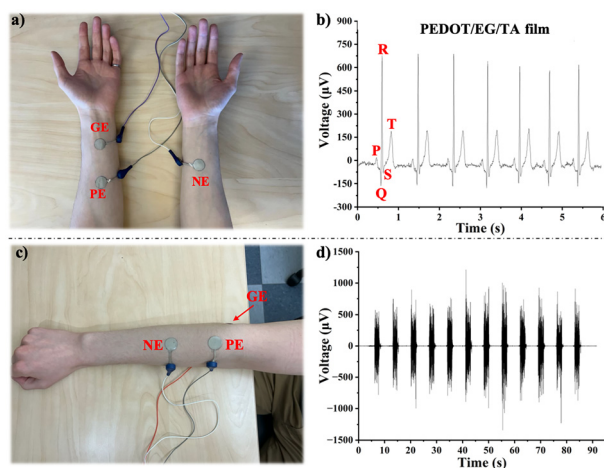 a)
GE
PE
NE
b)
PEDOT/EG/TA film
Voltage (µV)
900
750
600
450
300
150
0
-150
-300
R
P
T
S
Q
0 1 2 3 4 5 6
Time (s)
c)
GE
NE
PE
d)
Voltage (µV)
1500
1000
500
0
−500
−1000
−1500
0 10 20 30 40 50 60 70 80 90
Time (s)